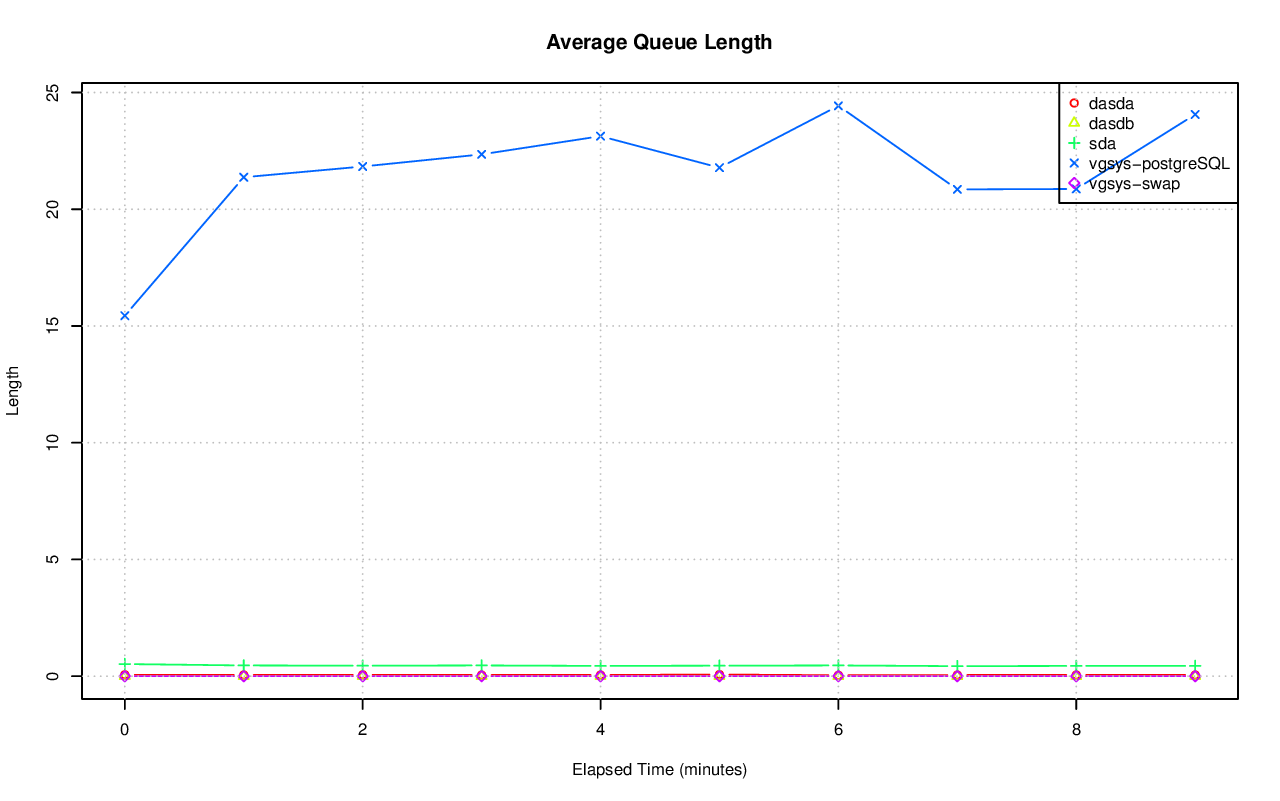 Average Queue Length
25
20
15
10
5
0
Length
dasda
dasdb
sda
vgsys-postgreSQL
vgsys-swap
0 2 4 6 8
Elapsed Time (minutes)